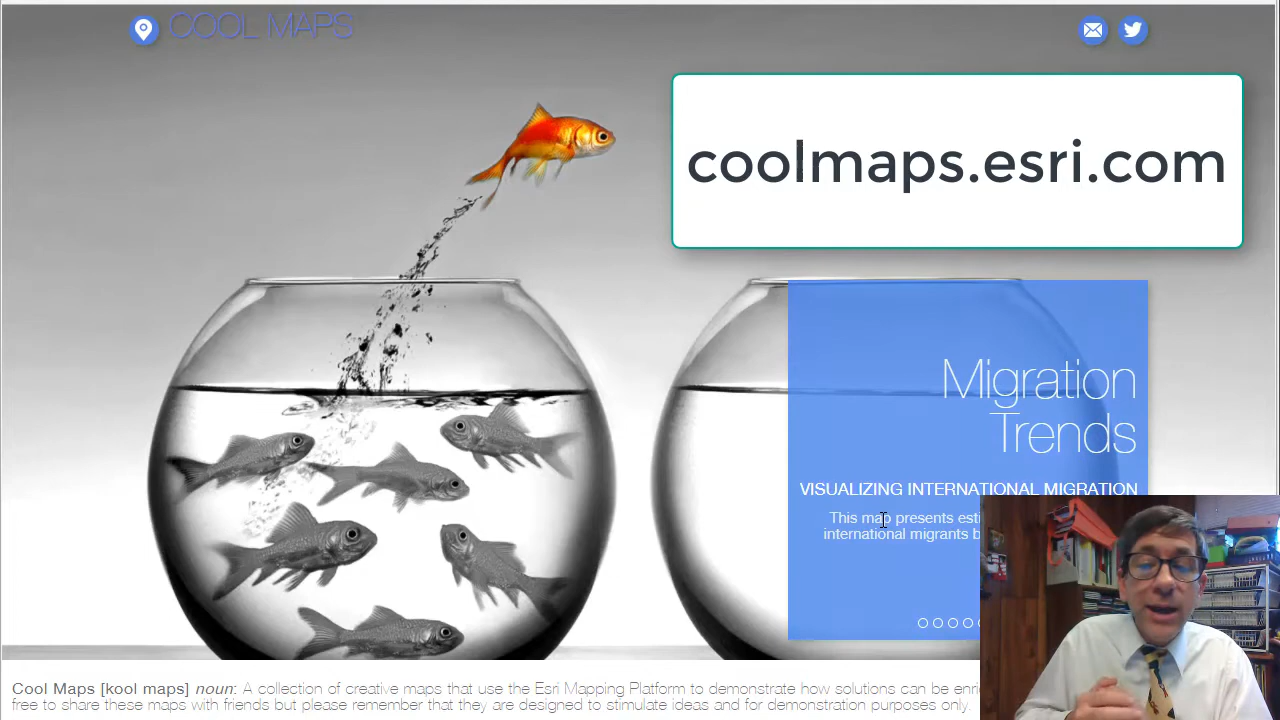 COOL MAPS
coolmaps.esri.com
Migration
Trends
VISUALIZING INTERNATIONAL MIGRATION
This map presents
international migrants
Cool Maps [kool maps] noun: A collection of creative maps that use the Esri Mapping Platform to demonstrate how solutions can be
free to share these maps with friends but please remember that they are designed to stimulate ideas and for demonstration purposes only.